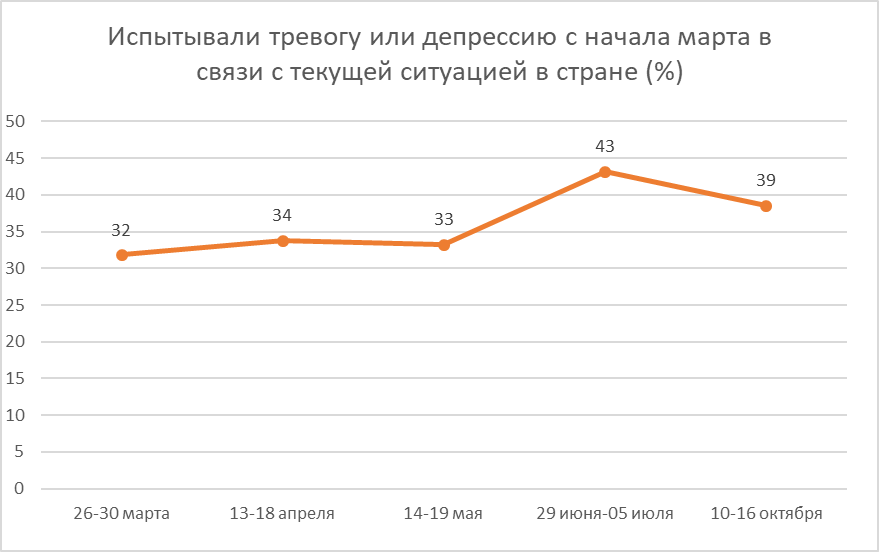 Испытывали тревогу или депрессию с начала марта в
связи с текущей ситуацией в стране (%)
50
45
40
35
30
25
20
15
10
5
0
32
34
33
43
39
26-30 марта
13-18 апреля
14-19 мая
29 июня-05 июля
10-16 октября